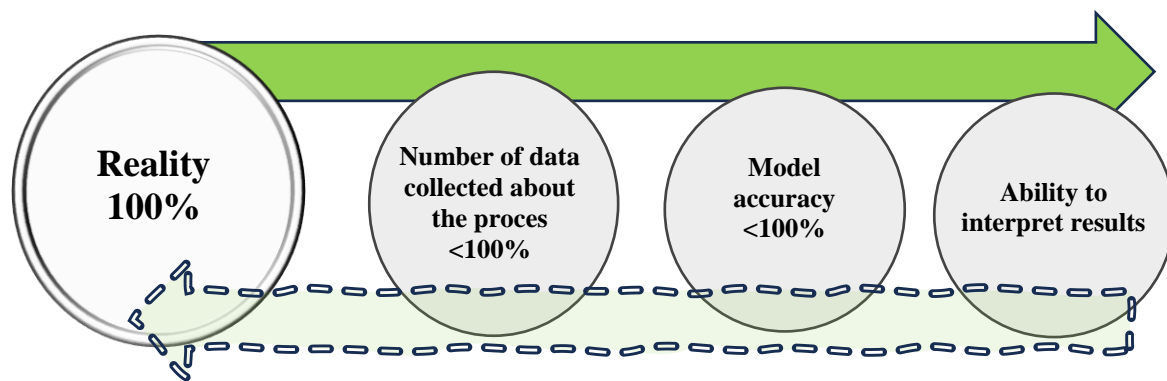 Reality
100%
Number of data
collected about
the proces
<100%
Model
accuracy
<100%
Ability to
interpret results